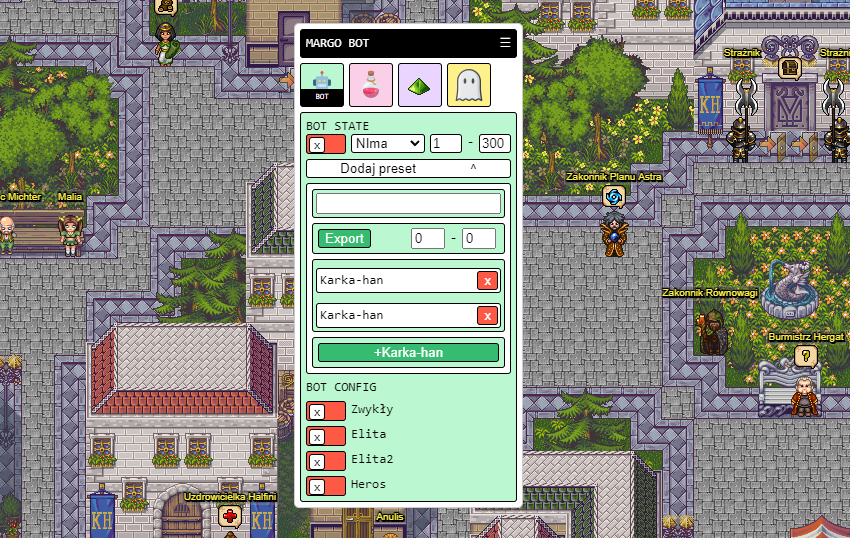 MARGO BOT ☰
BOT
BOT STATE
x NIma 1 - 300
Dodaj preset ^
Export 0 - 0
Karka-han x
Karka-han x
+Karka-han
BOT CONFIG
x Zwykły
x Elita
x Elita2
x Heros
c Michter
Malia
Uzdrowicielka Halfini
KH
KH
Anulis
Strażnik
Strażni
KH
Zakonnik Planu Astra
Zakonnik Równowagi
Burmistrz Hergat